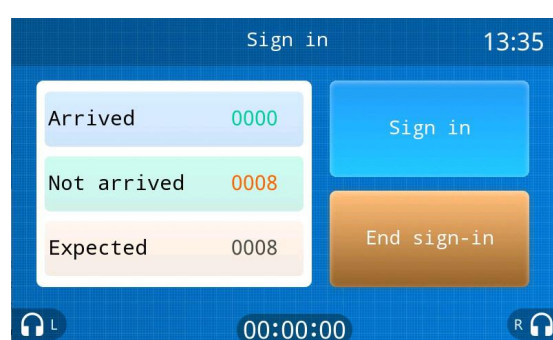 Sign in
13:35
Arrived 0000
Not arrived 0008
Expected 0008
Sign in
End sign-in
L
00:00:00
R